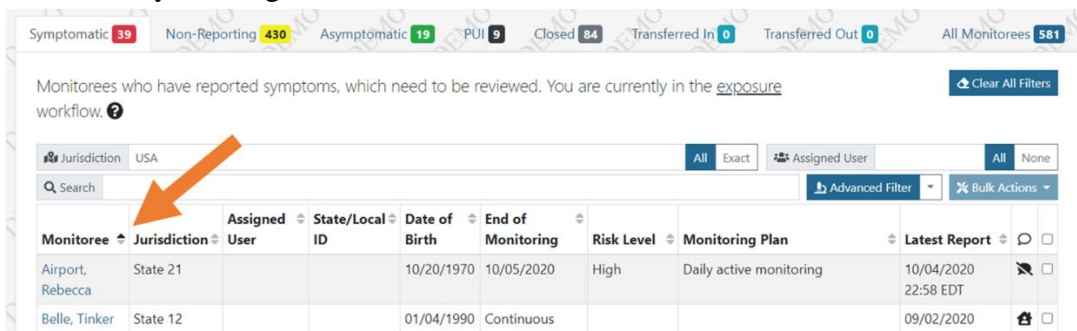 Symptomatic 39 Non-Reporting 430 Asymptomatic 19 PUI 9 Closed 84 Transferred In 0 Transferred Out 0 All Monitorees 581
Monitorees who have reported symptoms, which need to be reviewed. You are currently in the exposure
workflow.
Clear All Filters
Jurisdiction USA All Exact Assigned User All None
Search Advanced Filter Bulk Actions
Monitoree Jurisdiction Assigned User State/Local ID Date of Birth End of Monitoring Risk Level Monitoring Plan Latest Report
Airport, Rebecca State 21 10/20/1970 10/05/2020 High Daily active monitoring 10/04/2020 22:58 EDT
Belle, Tinker State 12 01/04/1990 Continuous 09/02/2020